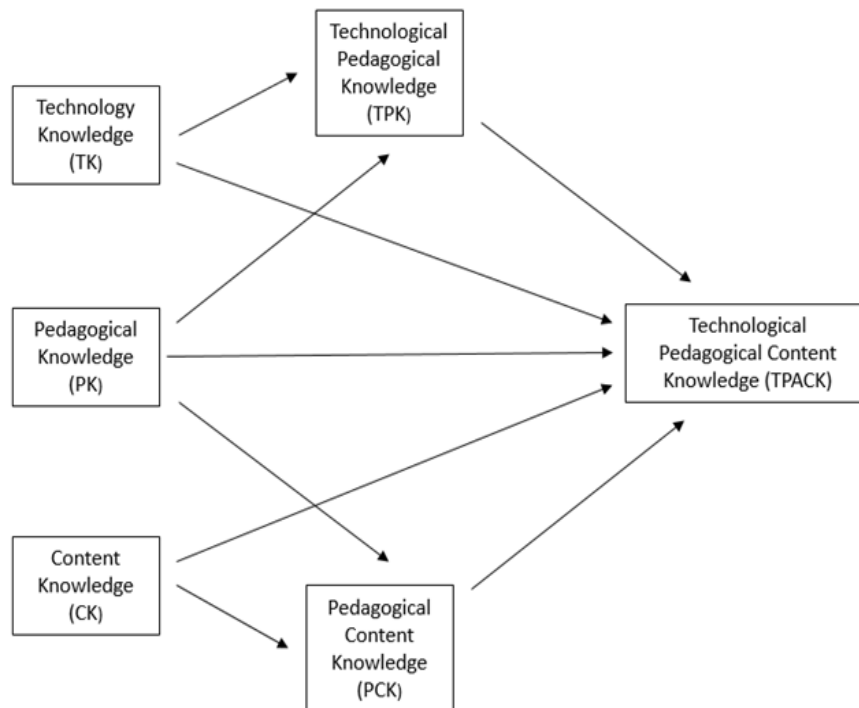 Technological
Pedagogical
Knowledge
(TPK)
Technology
Knowledge
(TK)
Pedagogical
Knowledge
(PK)
Technological
Pedagogical Content
Knowledge (TPACK)
Content
Knowledge
(CK)
Pedagogical
Content
Knowledge
(PCK)